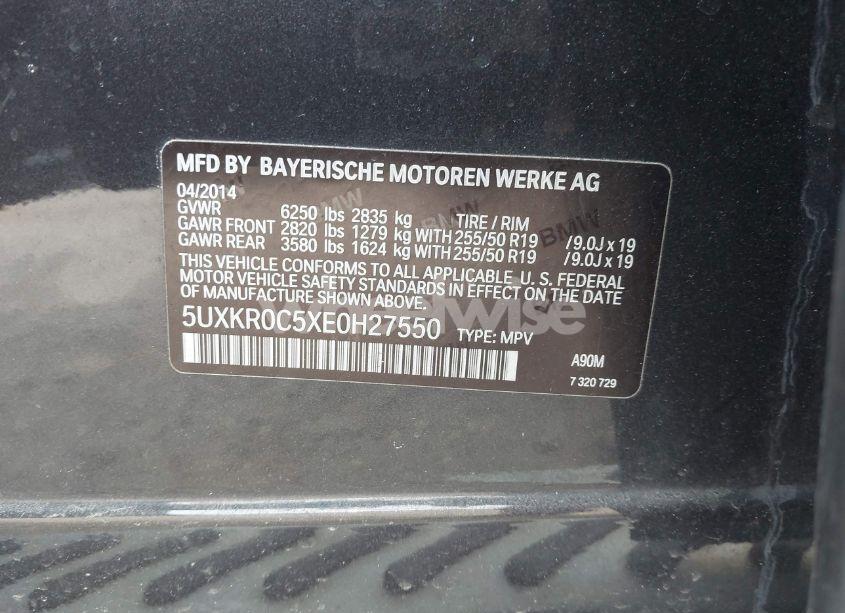 MFD BY BAYERISCHE MOTOREN WERKE AG
04/2014
GVWR 6250 lbs 2835 kg TIRE / RIM
GAWR FRONT 2820 lbs 1279 kg WITH 255/50 R19 /9.0J x 19
GAWR REAR 3580 lbs 1624 kg WITH 255/50 R19 /9.0J x 19
THIS VEHICLE CONFORMS TO ALL APPLICABLE U. S. FEDERAL
MOTOR VEHICLE SAFETY STANDARDS IN EFFECT ON THE DATE
OF MANUFACTURE SHOWN ABOVE.
5UXKR0C5XE0H27550 TYPE: MPV
A90M
7 320 729